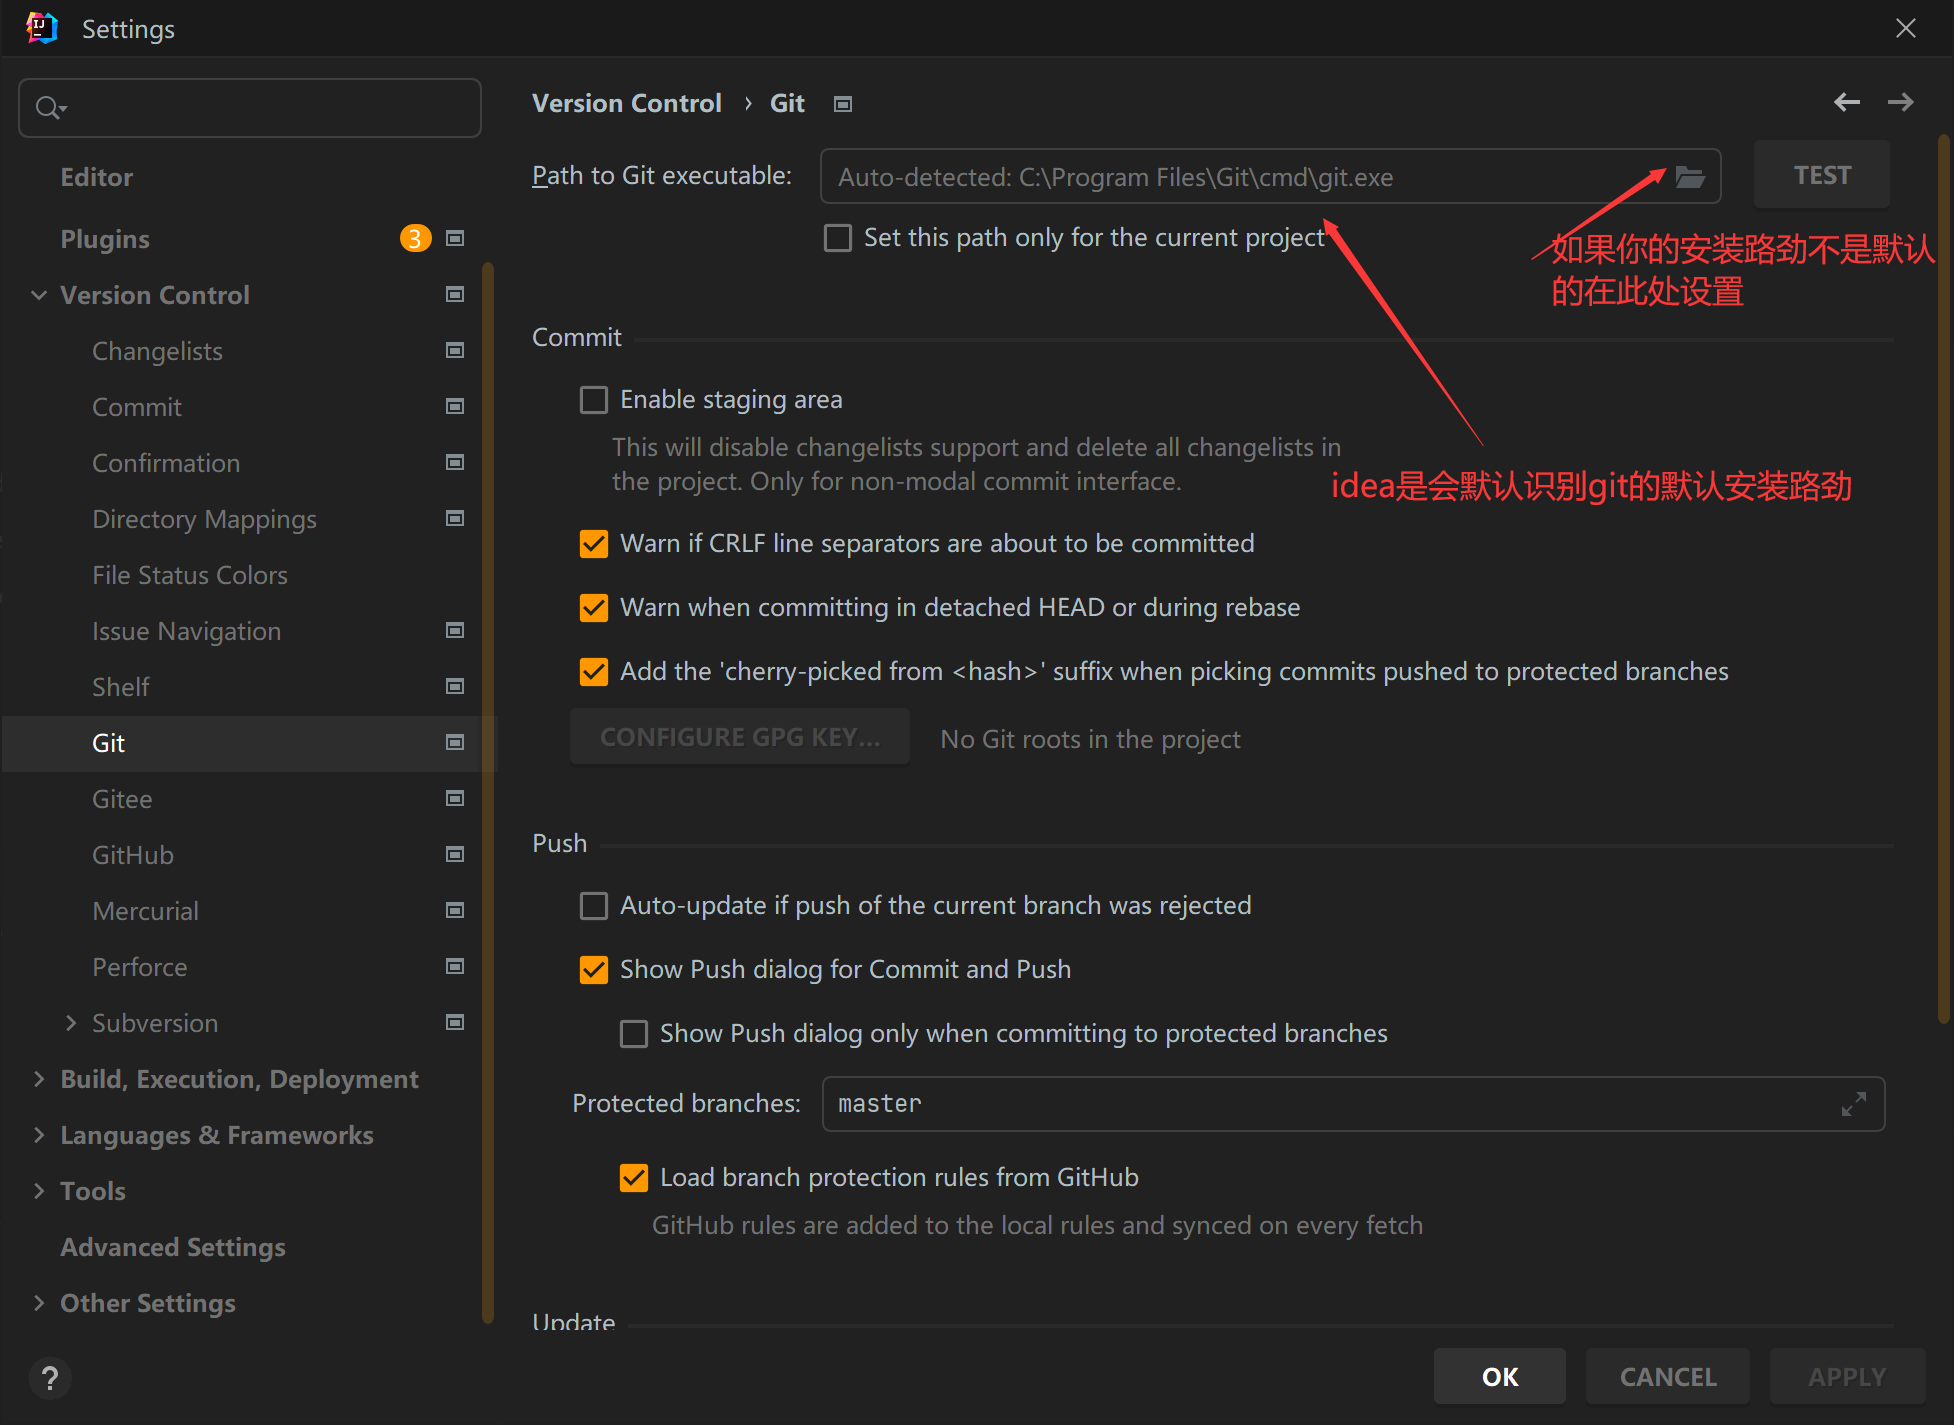 Settings
Editor
Plugins
3
Version Control
Changelists
Commit
Confirmation
Directory Mappings
File Status Colors
Issue Navigation
Shelf
Git
Gitee
GitHub
Mercurial
Perforce
Subversion
Build, Execution, Deployment
Languages & Frameworks
Tools
Advanced Settings
Other Settings
?
Version Control › Git
Path to Git executable:
Auto-detected: C:\Program Files\Git\cmd\git.exe
TEST
Set this path only for the current project
如果你的安装路劲不是默认
的在此处设置
Commit
Enable staging area
This will disable changelists support and delete all changelists in
the project. Only for non-modal commit interface.
idea是会默认识别git的默认安装路劲
Warn if CRLF line separators are about to be committed
Warn when committing in detached HEAD or during rebase
Add the 'cherry-picked from <hash>' suffix when picking commits pushed to protected branches
CONFIGURE GPG KEY...
No Git roots in the project
Push
Auto-update if push of the current branch was rejected
Show Push dialog for Commit and Push
Show Push dialog only when committing to protected branches
Protected branches:
master
Load branch protection rules from GitHub
GitHub rules are added to the local rules and synced on every fetch
Update
OK
CANCEL
APPLY